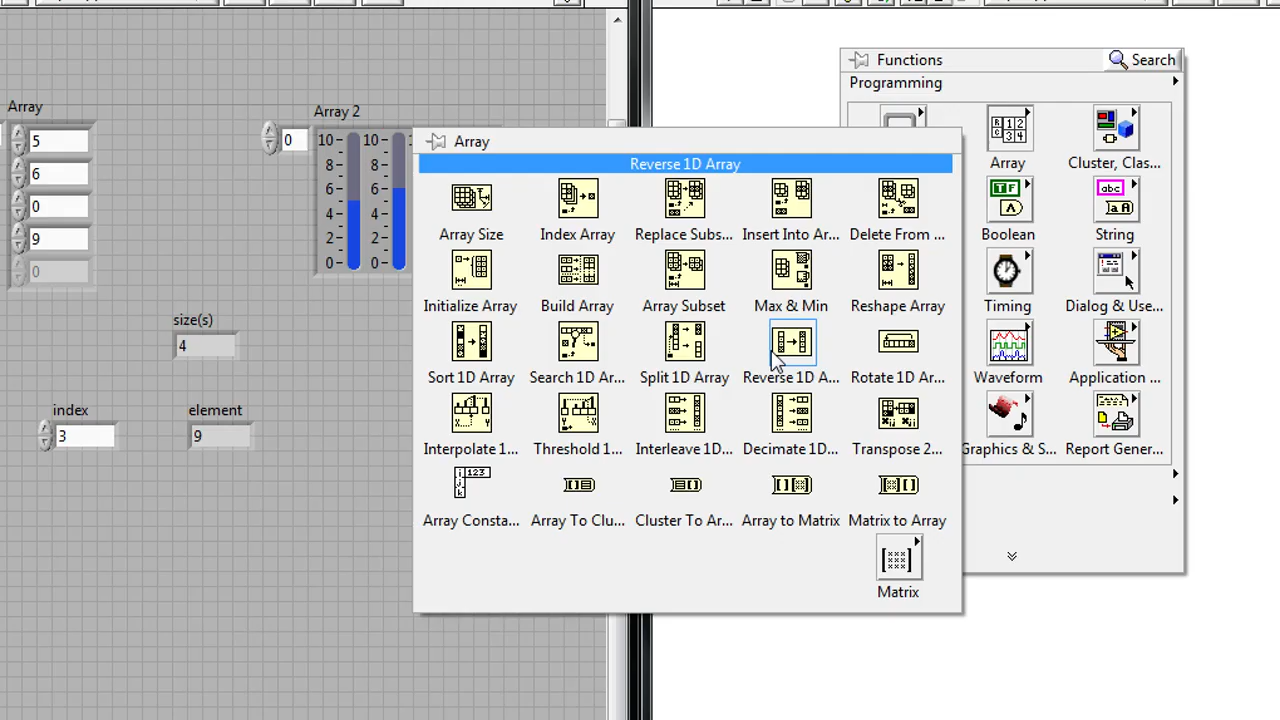 Functions
Search
Programming
Array
5
6
0
9
0
Array 2
0
10
8
6
4
2
0
10
8
6
4
2
0
size(s)
4
index
3
element
9
Array
Reverse 1D Array
Array Size
Index Array
Replace Subs...
Insert Into Ar...
Delete From ...
Initialize Array
Build Array
Array Subset
Max & Min
Reshape Array
Sort 1D Array
Search 1D Ar...
Split 1D Array
Reverse 1D A...
Rotate 1D Ar...
Interpolate 1...
Threshold 1...
Interleave 1D...
Decimate 1D...
Transpose 2...
Array Consta...
Array To Clu...
Cluster To Ar...
Array to Matrix
Matrix to Array
Matrix
Array
Cluster, Clas...
Boolean
String
Timing
Dialog & Use...
Waveform
Application ...
Graphics & S...
Report Gener...